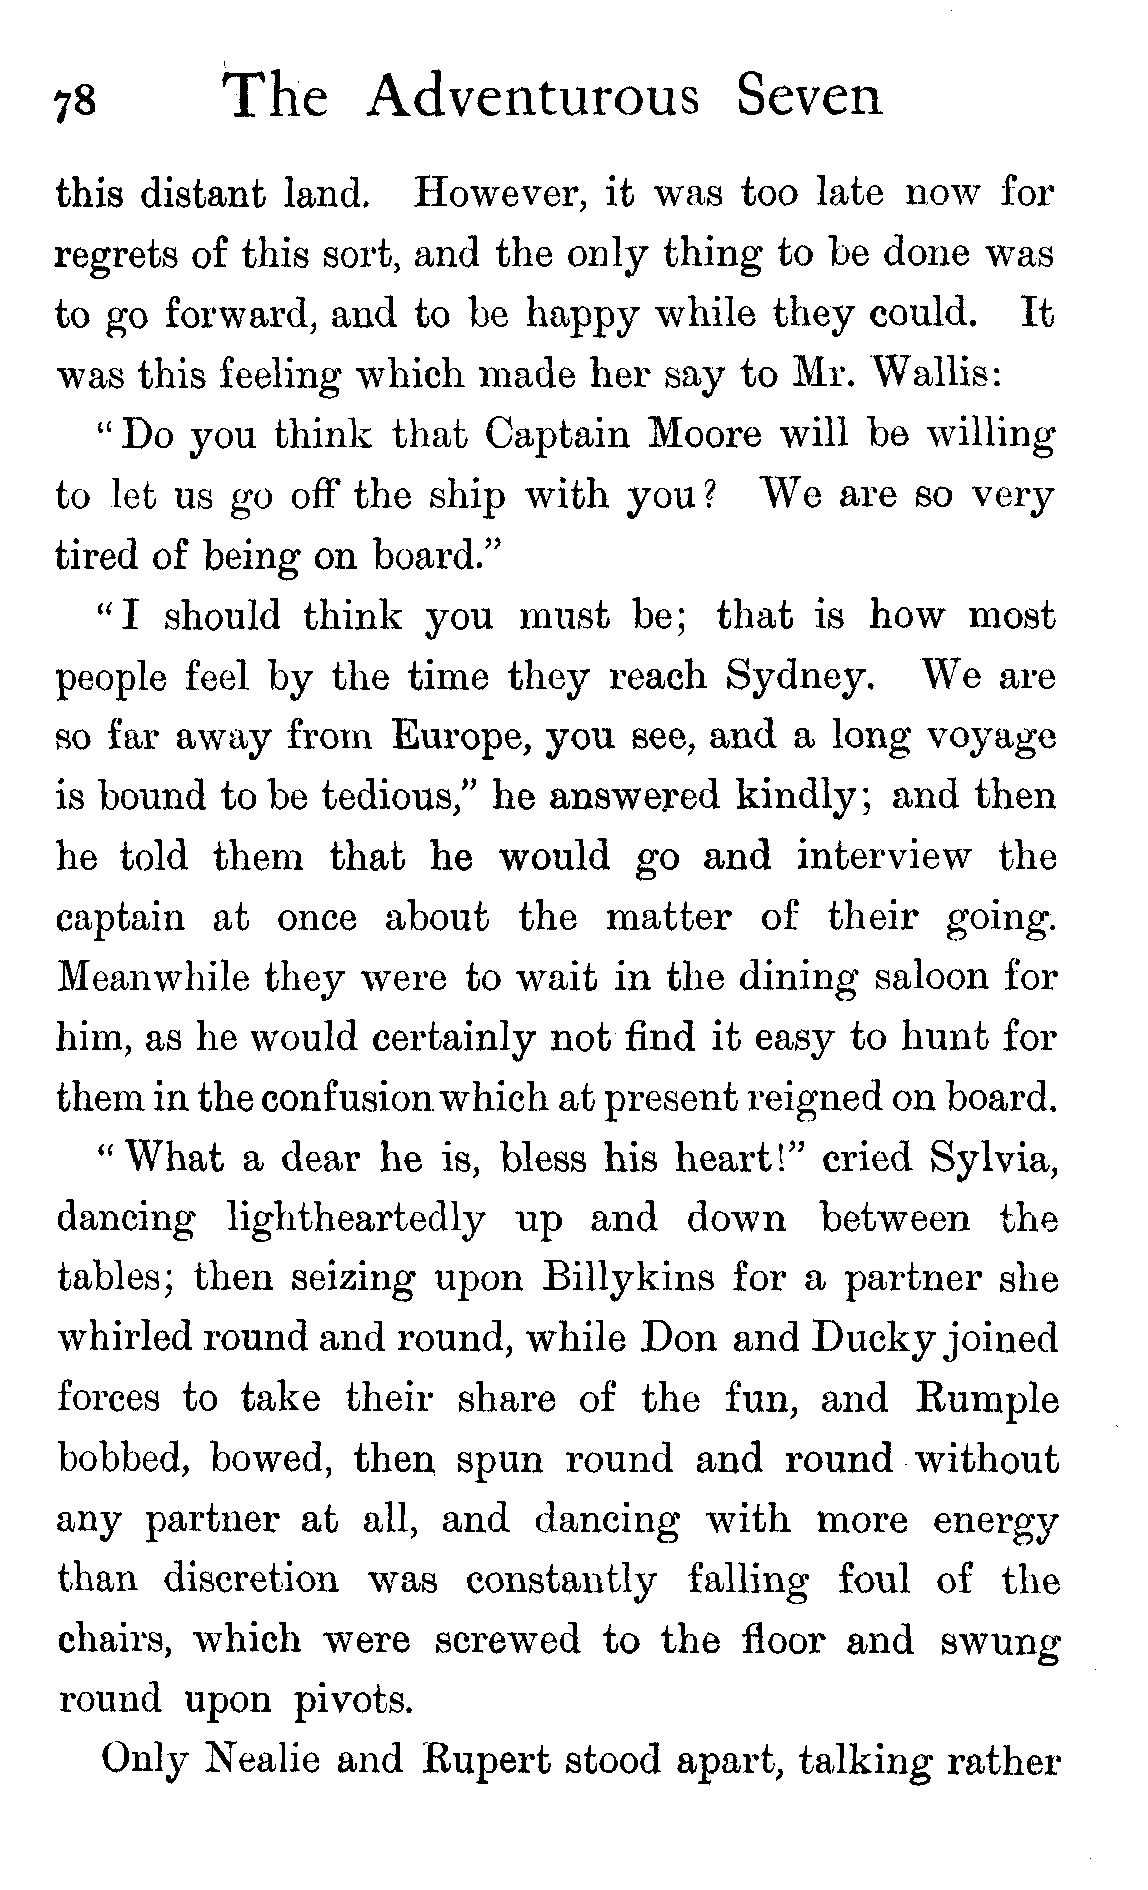 78 The Adventurous Seven
this distant land. However, it was too late now for
regrets of this sort, and the only thing to be done was
to go forward, and to be happy while they could. It
was this feeling which made her say to Mr. Wallis:
"Do you think that Captain Moore will be willing
to let us go off the ship with you? We are so very
tired of being on board."
"I should think you must be; that is how most
people feel by the time they reach Sydney. We are
so far away from Europe, you see, and a long voyage
is bound to be tedious," he answered kindly; and then
he told them that he would go and interview the
captain at once about the matter of their going.
Meanwhile they were to wait in the dining saloon for
him, as he would certainly not find it easy to hunt for
them in the confusion which at present reigned on board.
"What a dear he is, bless his heart!" cried Sylvia,
dancing lightheartedly up and down between the
tables; then seizing upon Billykins for a partner she
whirled round and round, while Don and Ducky joined
forces to take their share of the fun, and Rumple
bobbed, bowed, then spun round and round without
any partner at all, and dancing with more energy
than discretion was constantly falling foul of the
chairs, which were screwed to the floor and swung
round upon pivots.
Only Nealie and Rupert stood apart, talking rather